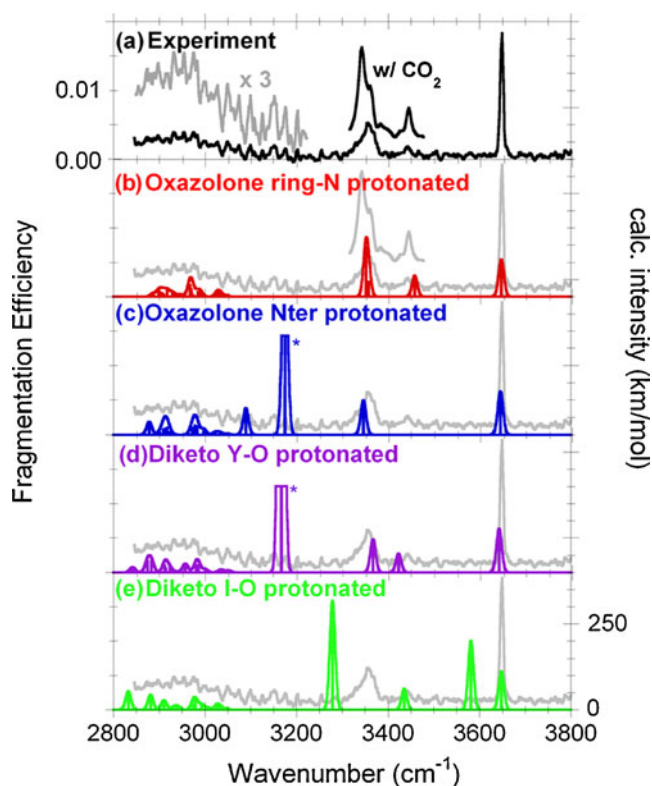 (a) Experiment
x 3
w/ CO2
0.01
0.00
(b) Oxazolone ring-N protonated
(c) Oxazolone Nter protonated
*
(d) Diketo Y-O protonated
*
(e) Diketo I-O protonated
250
0
Fragmentation Efficiency
calc. intensity (km/mol)
2800 3000 3200 3400 3600 3800
Wavenumber (cm-1)